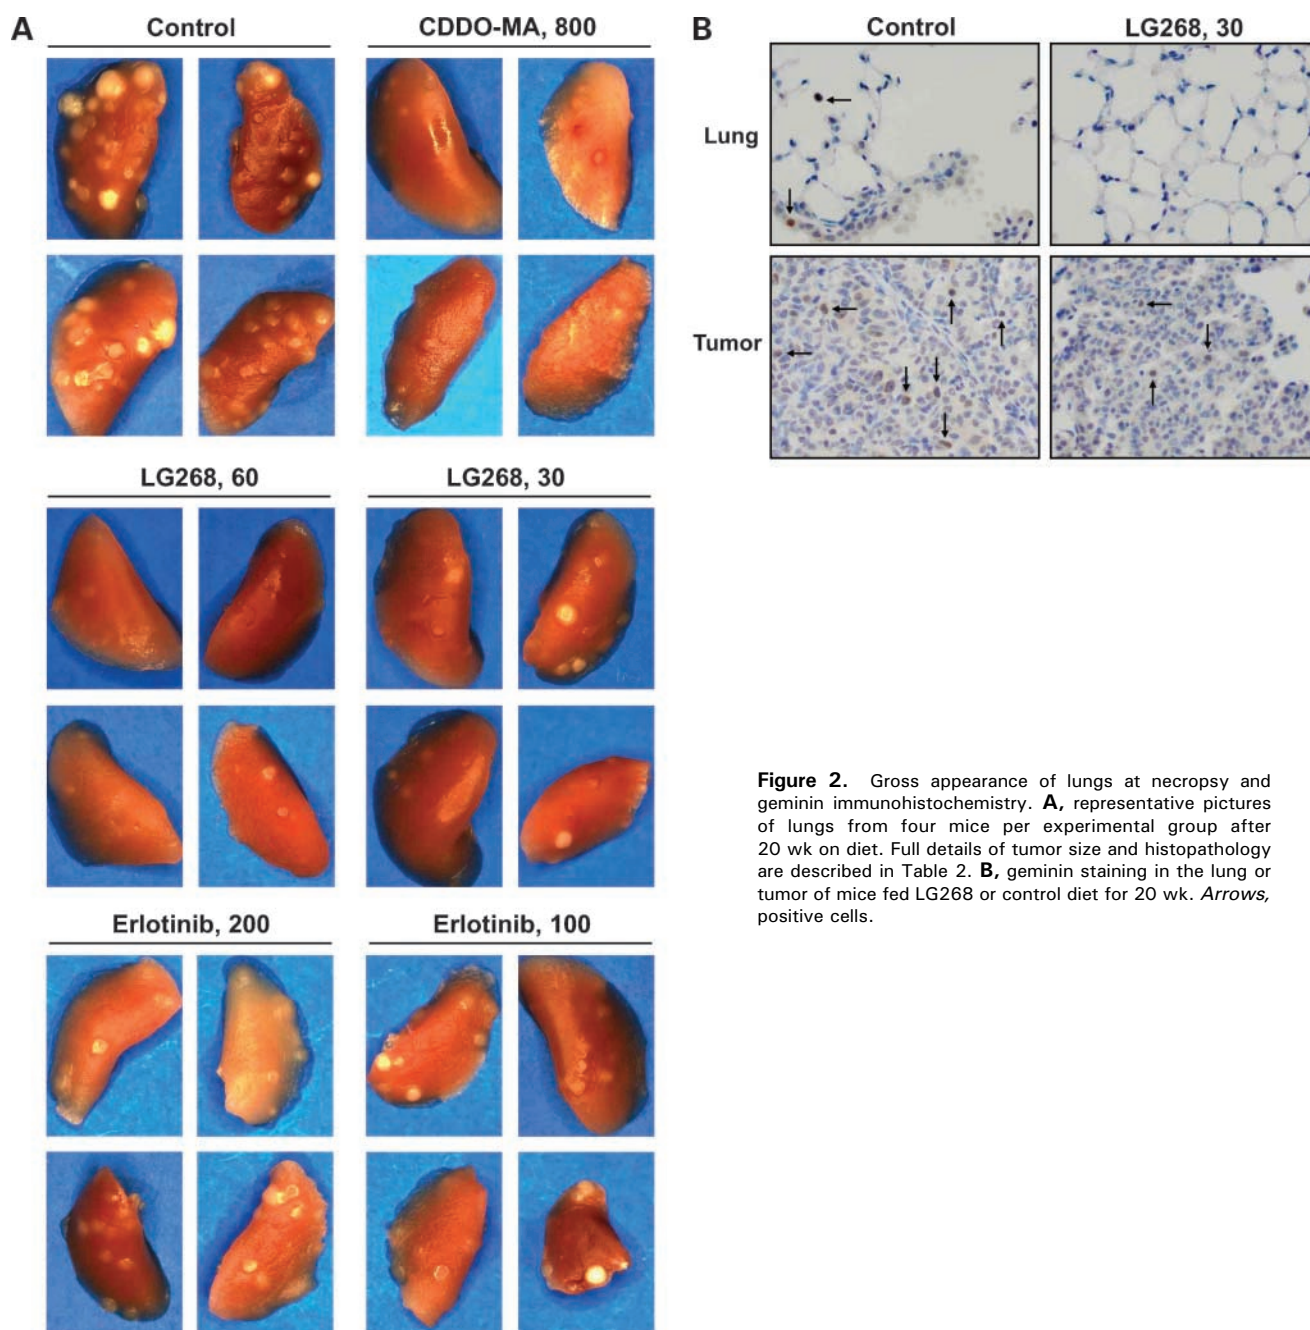 A
Control
CDDO-MA, 800
LG268, 60
LG268, 30
Erlotinib, 200
Erlotinib, 100
B
Control
LG268, 30
Lung
Tumor
Figure 2. Gross appearance of lungs at necropsy and
geminin immunohistochemistry. A, representative pictures
of lungs from four mice per experimental group after
20 wk on diet. Full details of tumor size and histopathology
are described in Table 2. B, geminin staining in the lung or
tumor of mice fed LG268 or control diet for 20 wk. Arrows,
positive cells.